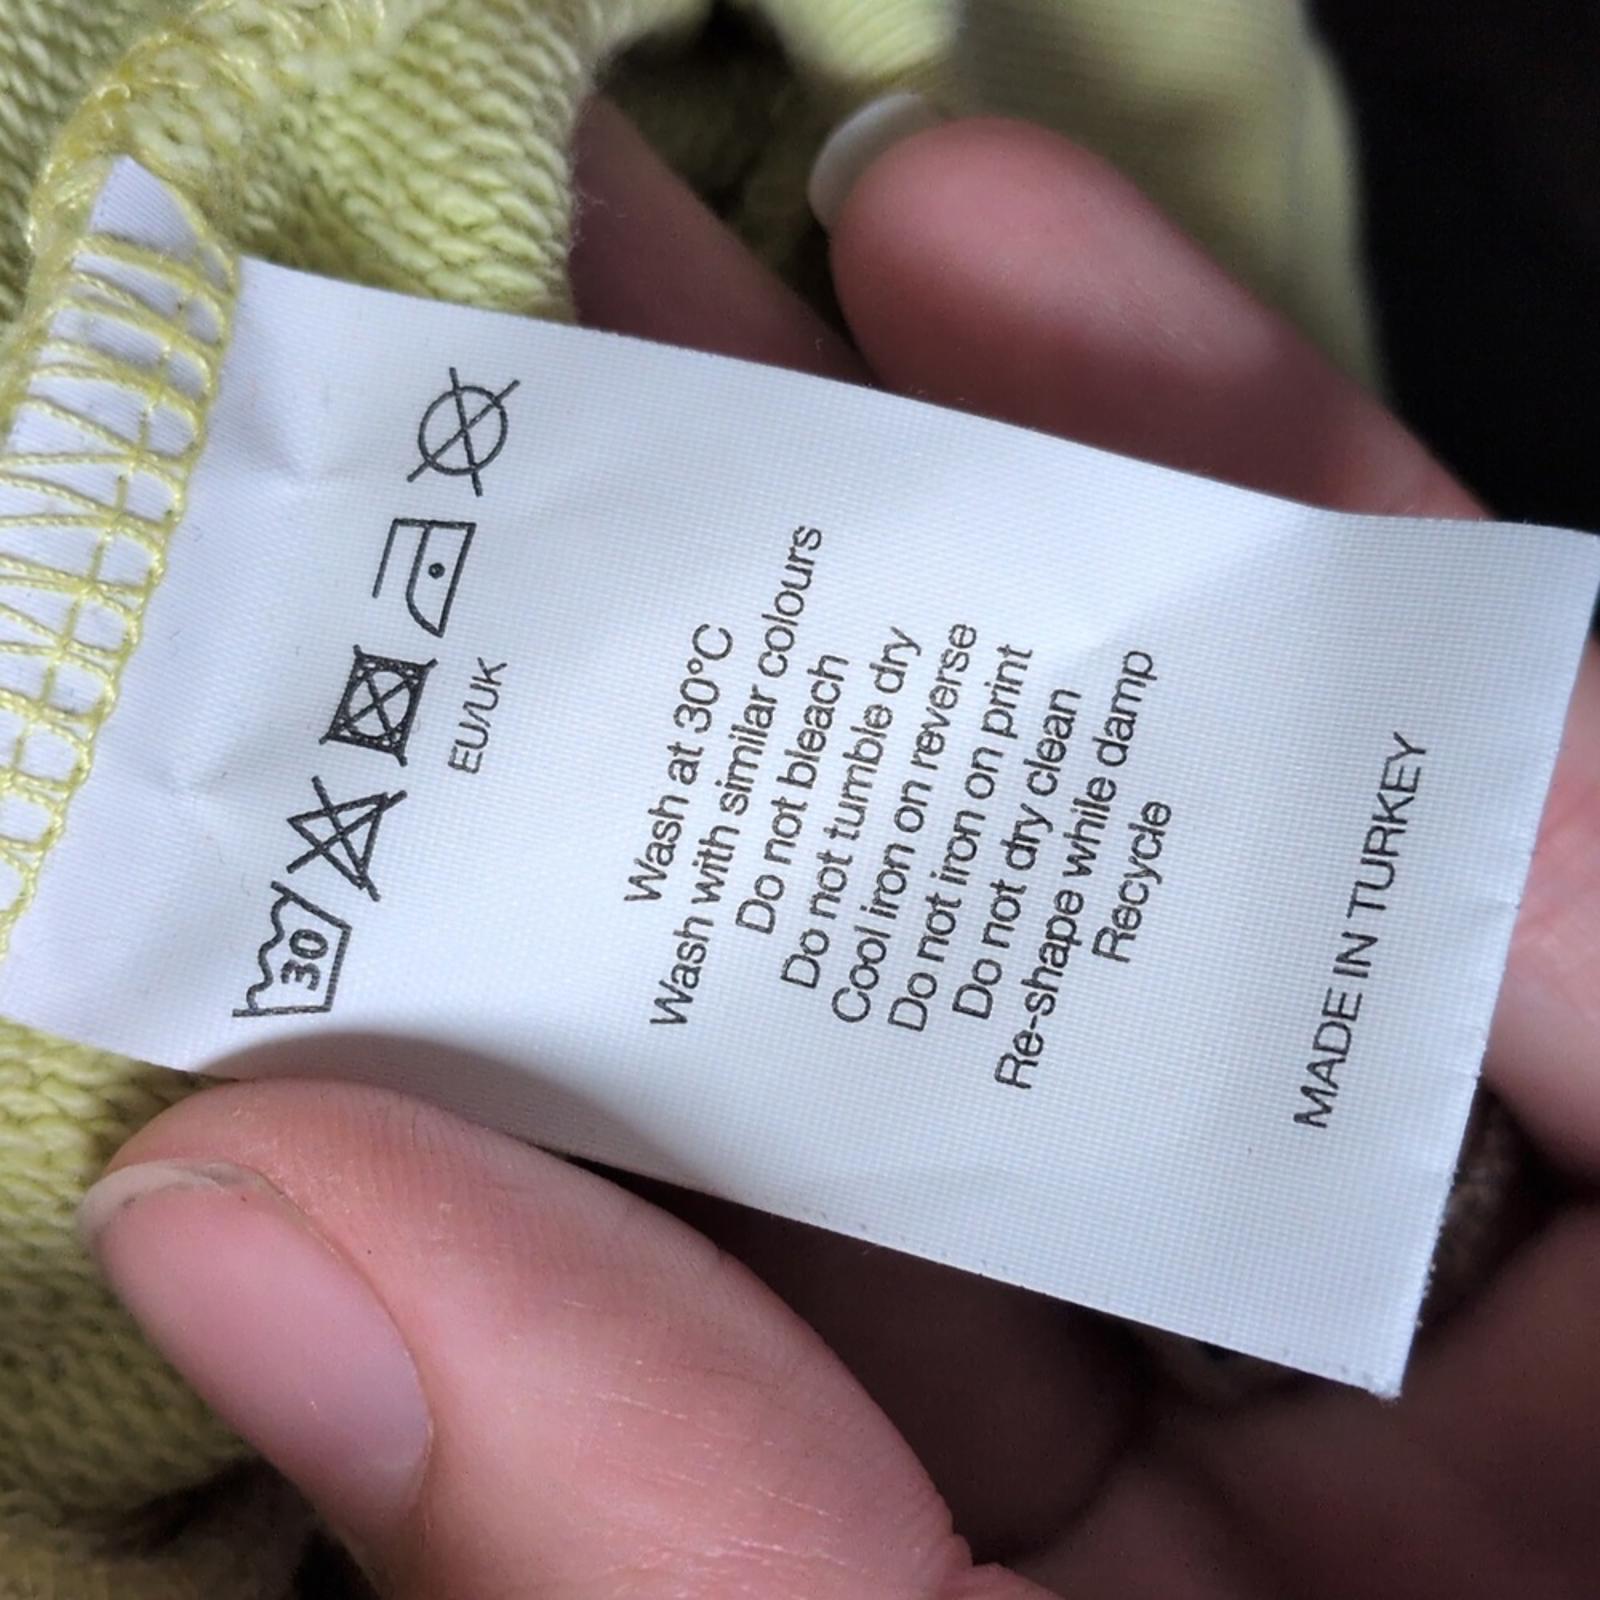 30
EU/UK
Wash at 30°C
Wash with similar colours
Do not bleach
Do not tumble dry
Cool iron on reverse
Do not iron on print
Do not dry clean
Re-shape while damp
Recycle
MADE IN TURKEY